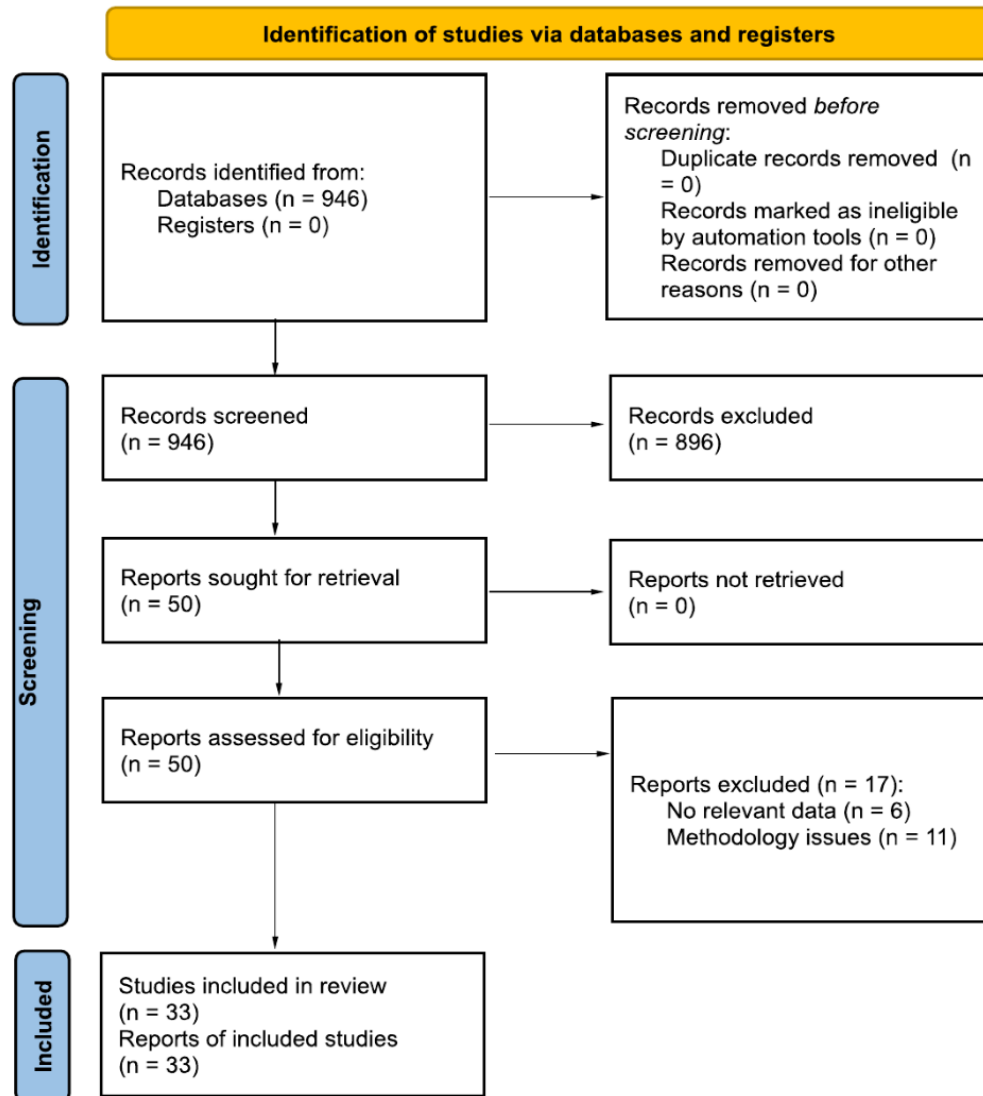 Identification of studies via databases and registers
Identification
Records identified from:
Databases (n = 946)
Registers (n = 0)
Records removed before
screening:
Duplicate records removed (n
= 0)
Records marked as ineligible
by automation tools (n = 0)
Records removed for other
reasons (n = 0)
Screening
Records screened
(n = 946)
Records excluded
(n = 896)
Reports sought for retrieval
(n = 50)
Reports not retrieved
(n = 0)
Reports assessed for eligibility
(n = 50)
Reports excluded (n = 17):
No relevant data (n = 6)
Methodology issues (n = 11)
Included
Studies included in review
(n = 33)
Reports of included studies
(n = 33)